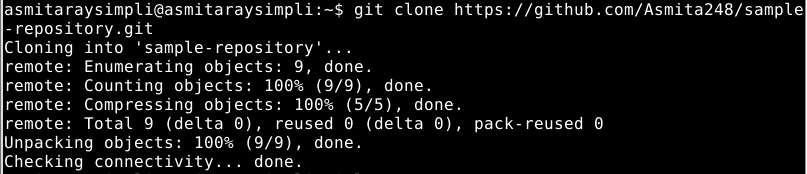 asmitaraysimpli@asmitaraysimpli:~$ git clone https://github.com/Asmita248/sample
-repository.git
Cloning into 'sample-repository'...
remote: Enumerating objects: 9, done.
remote: Counting objects: 100% (9/9), done.
remote: Compressing objects: 100% (5/5), done.
remote: Total 9 (delta 0), reused 0 (delta 0), pack-reused 0
Unpacking objects: 100% (9/9), done.
Checking connectivity... done.